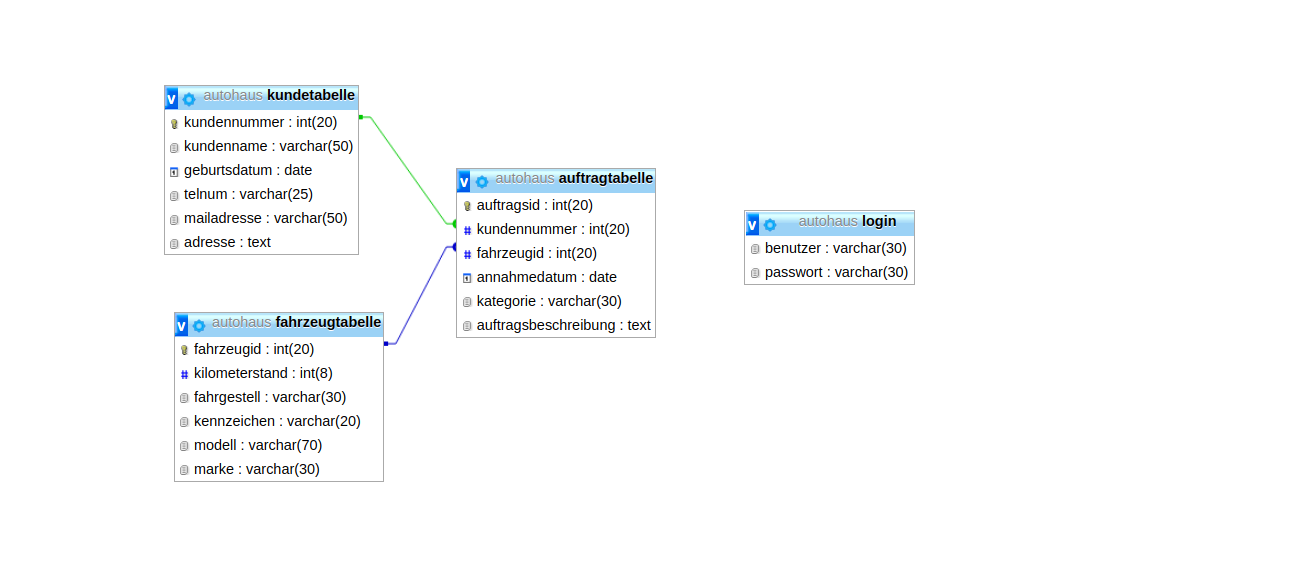 v autohaus kundetabelle
kundennummer : int(20)
kundenname : varchar(50)
geburtsdatum : date
telnum : varchar(25)
mailadresse : varchar(50)
adresse : text
v autohaus fahrzeugtabelle
fahrzeugid : int(20)
# kilometerstand : int(8)
fahrgestell : varchar(30)
kennzeichen : varchar(20)
modell : varchar(70)
marke : varchar(30)
v autohaus auftragtabelle
auftragsid : int(20)
# kundennummer : int(20)
# fahrzeugid : int(20)
annahmedatum : date
kategorie : varchar(30)
auftragsbeschreibung : text
v autohaus login
benutzer : varchar(30)
passwort : varchar(30)